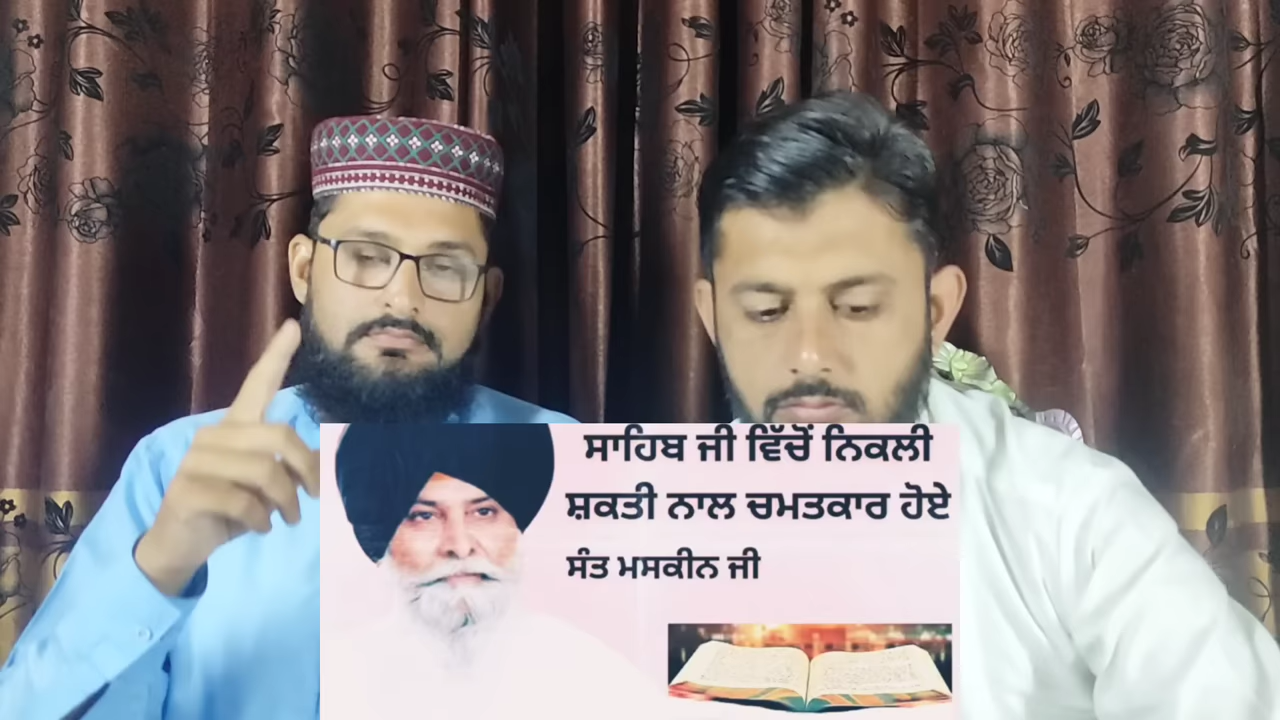 ਸਾਹਿਬ ਜੀ ਵਿੱਚੋਂ ਨਿਕਲੀ
ਸ਼ਕਤੀ ਨਾਲ ਚਮਤਕਾਰ ਹੋਏ
ਸੰਤ ਮਸਕੀਨ ਜੀ